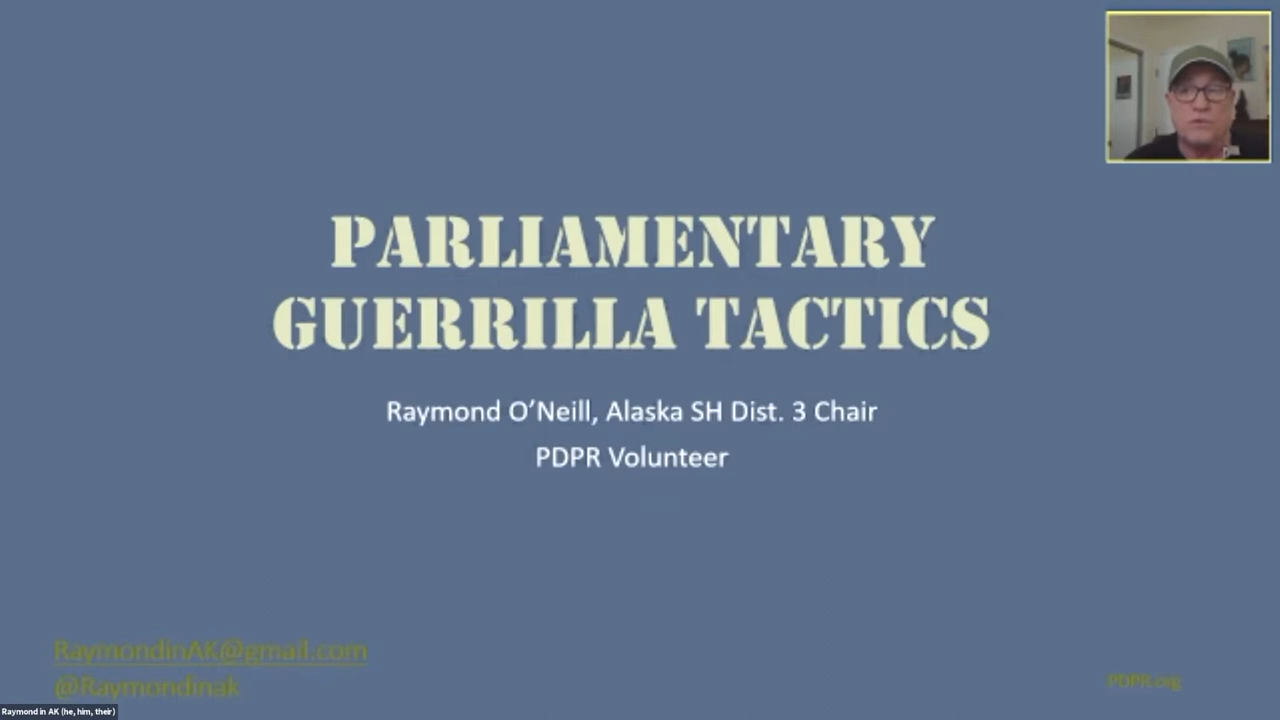 PARLIAMENTARY
GUERRILLA TACTICS
Raymond O’Neill, Alaska SH Dist. 3 Chair
PDPR Volunteer
RaymondinAK@gmail.com
@Raymondinak
PDPR.org
Raymond in AK (he, him, their)